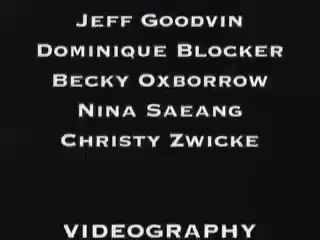 Jeff Goodvin
Dominique Blocker
Becky Oxborrow
Nina Saeang
Christy Zwicke
VIDEOGRAPHY